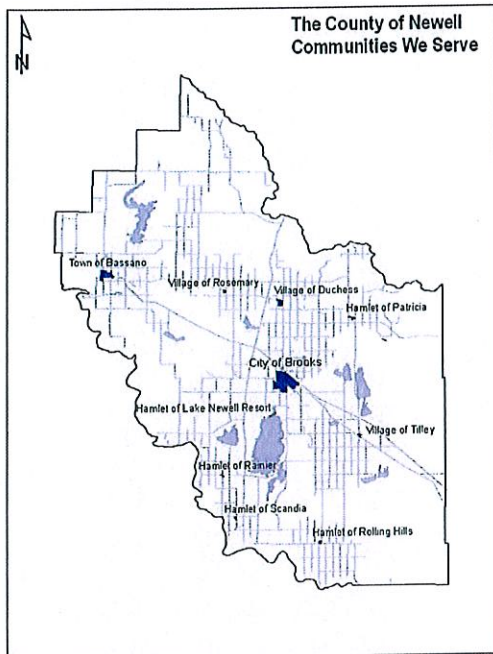 The County of Newell
Communities We Serve
N
Town of Bassano
Village of Rosemary
Village of Duchess
Hamlet of Patricia
City of Brooks
Hamlet of Lake Newell Resort
Village of Tilley
Hamlet of Rainier
Hamlet of Scandia
Hamlet of Rolling Hills